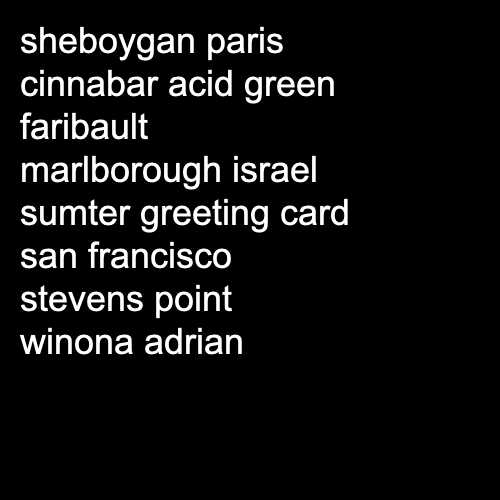 sheboygan paris
cinnabar acid green
faribault
marlborough israel
sumter greeting card
san francisco
stevens point
winona adrian